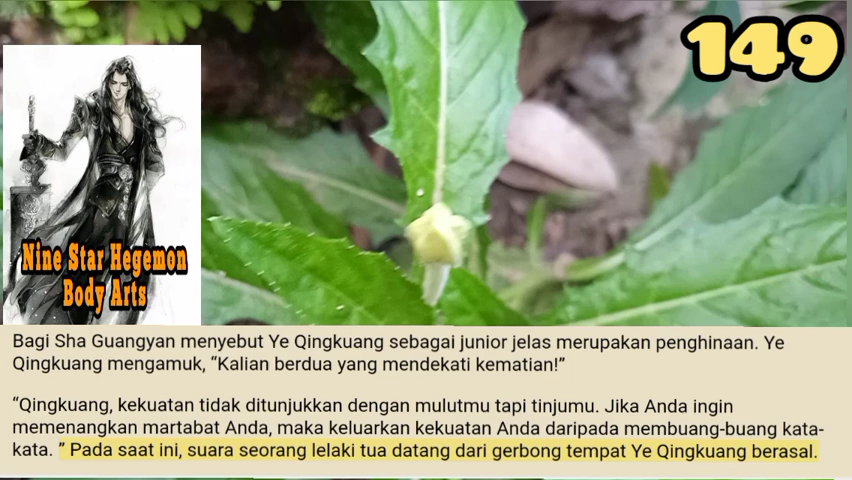 149
Nine Star Hegemon
Body Arts
Bagi Sha Guangyan menyebut Ye Qingkuang sebagai junior jelas merupakan penghinaan. Ye
Qingkuang mengamuk, “Kalian berdua yang mendekati kematian!”
“Qingkuang, kekuatan tidak ditunjukkan dengan mulutmu tapi tinjumu. Jika Anda ingin
memenangkan martabat Anda, maka keluarkan kekuatan Anda daripada membuang-buang kata-
kata. ” Pada saat ini, suara seorang lelaki tua datang dari gerbong tempat Ye Qingkuang berasal.